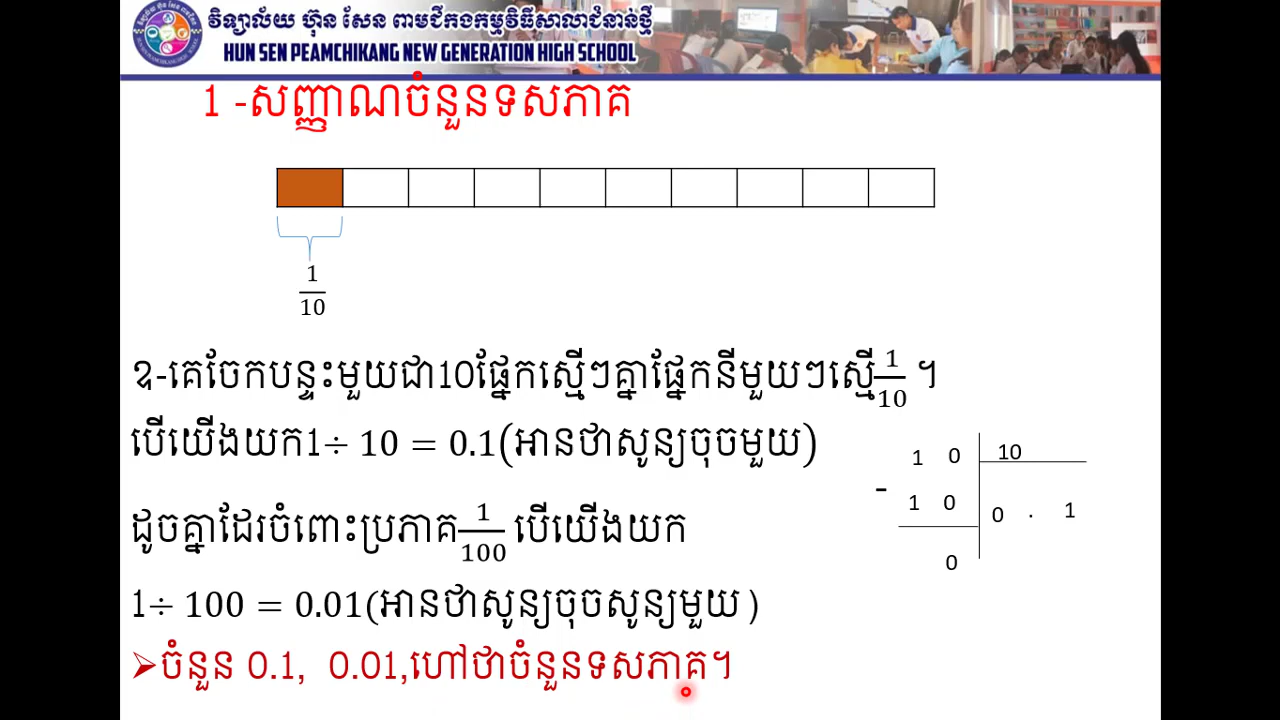 វិទ្យាល័យ ហ៊ុន សែន ពាមជីកងកម្មវិធីសាលាជំនាន់ថ្មី
HUN SEN PEAMCHIKANG NEW GENERATION HIGH SCHOOL
1 -សញ្ញាណចំនួនទសភាគ
1/10
ឧ-គេចែកបន្ទះមួយជា10ផ្នែកស្មើៗគ្នាផ្នែកនីមួយៗស្មើ1/10 ។
បើយើងយក1÷ 10 = 0.1(អានថាសូន្យចុចមួយ)
ដូចគ្នាដែរចំពោះប្រភាគ1/100 បើយើងយក
1÷ 100 = 0.01(អានថាសូន្យចុចសូន្យមួយ )
➢ចំនួន 0.1, 0.01,ហៅថាចំនួនទសភាគ។
1 0 10
-
1 0 0 . 1
0